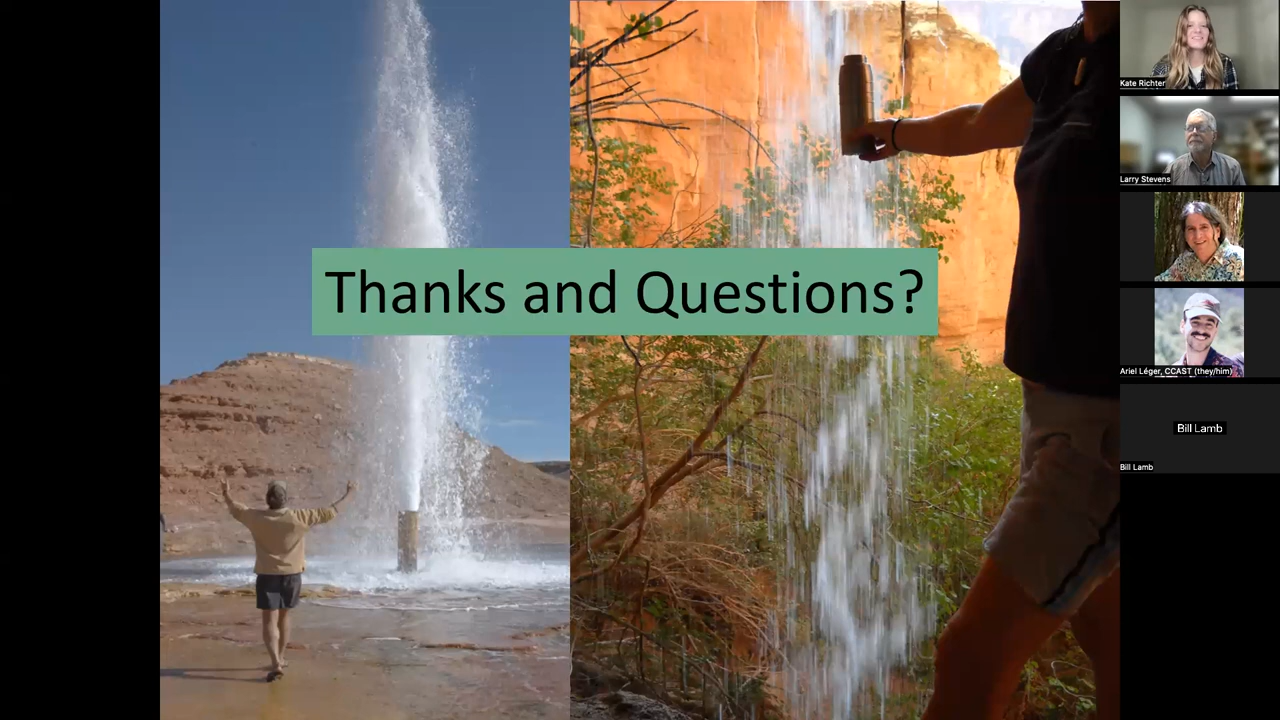 Thanks and Questions?
Kate Richter
Larry Stevens
Ariel Léger, CCAST (they/him)
Bill Lamb
Bill Lamb